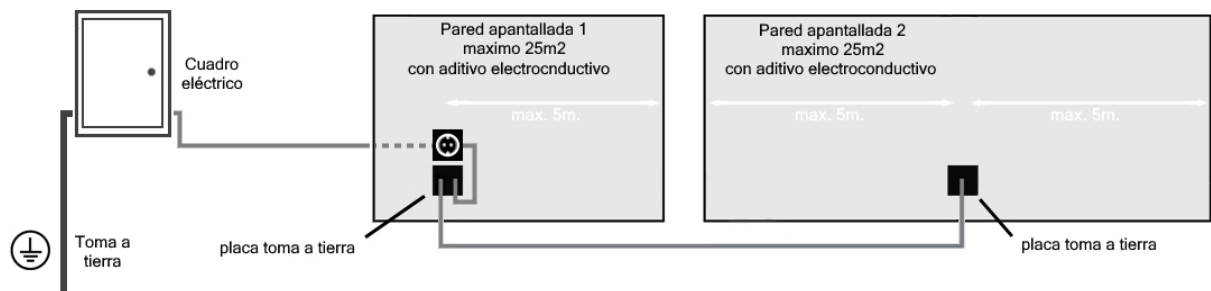 Cuadro
eléctrico
Toma a
tierra
Pared apantallada 1
maximo 25m2
con aditivo electrocnductivo
max. 5m.
placa toma a tierra
Pared apantallada 2
maximo 25m2
con aditivo electroconductivo
max. 5m.
max. 5m.
placa toma a tierra